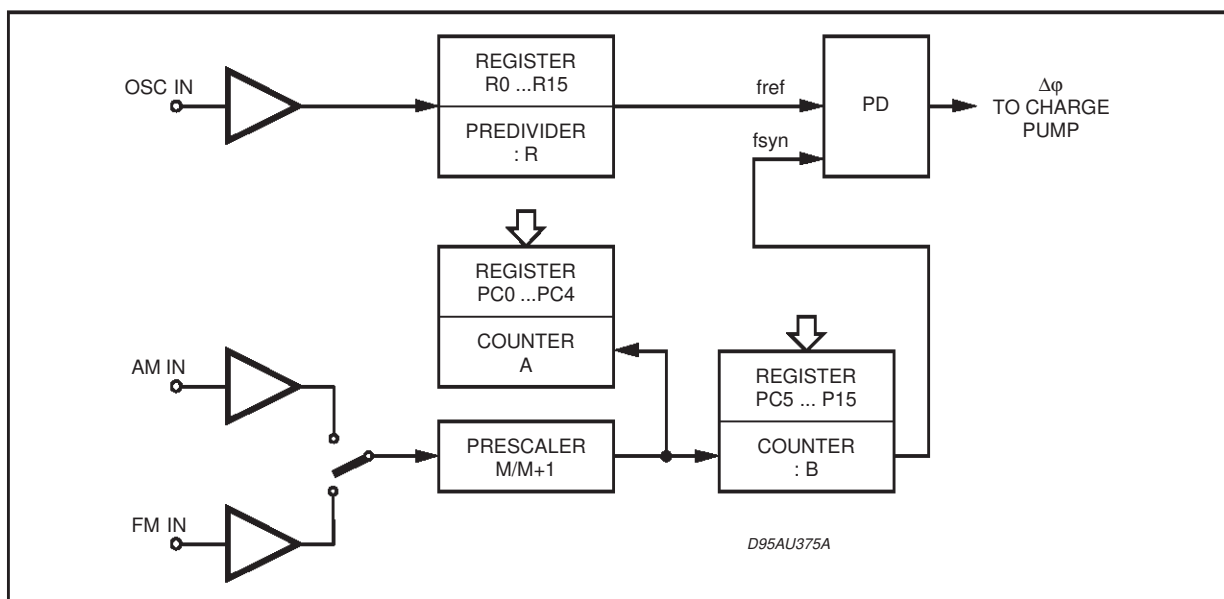 OSC IN
REGISTER
R0 ...R15
PREDIVIDER
: R
fref
fsyn
PD
Δφ
TO CHARGE
PUMP
REGISTER
PC0 ...PC4
COUNTER
A
AM IN
FM IN
PRESCALER
M/M+1
REGISTER
PC5 ... P15
COUNTER
: B
D95AU375A